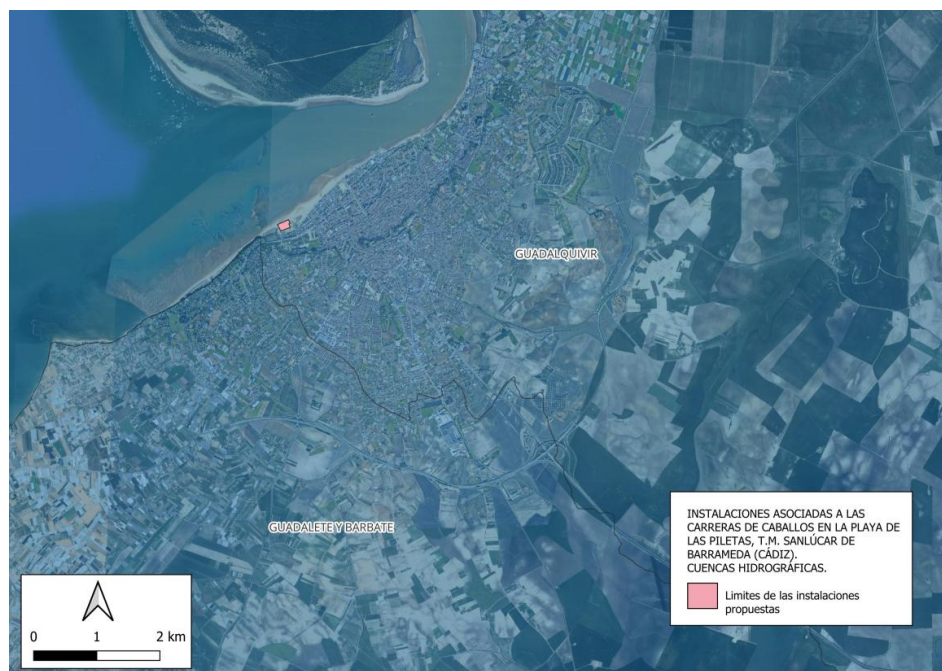 GUADALQUIVIR
GUADALETE Y BARBATE
INSTALACIONES ASOCIADAS A LAS
CARRERAS DE CABALLOS EN LA PLAYA DE
LAS PILETAS, T.M. SANLÚCAR DE
BARRAMEDA (CÁDIZ).
CUENCAS HIDROGRÁFICAS.
Limites de las instalaciones
propuestas
0 1 2 km